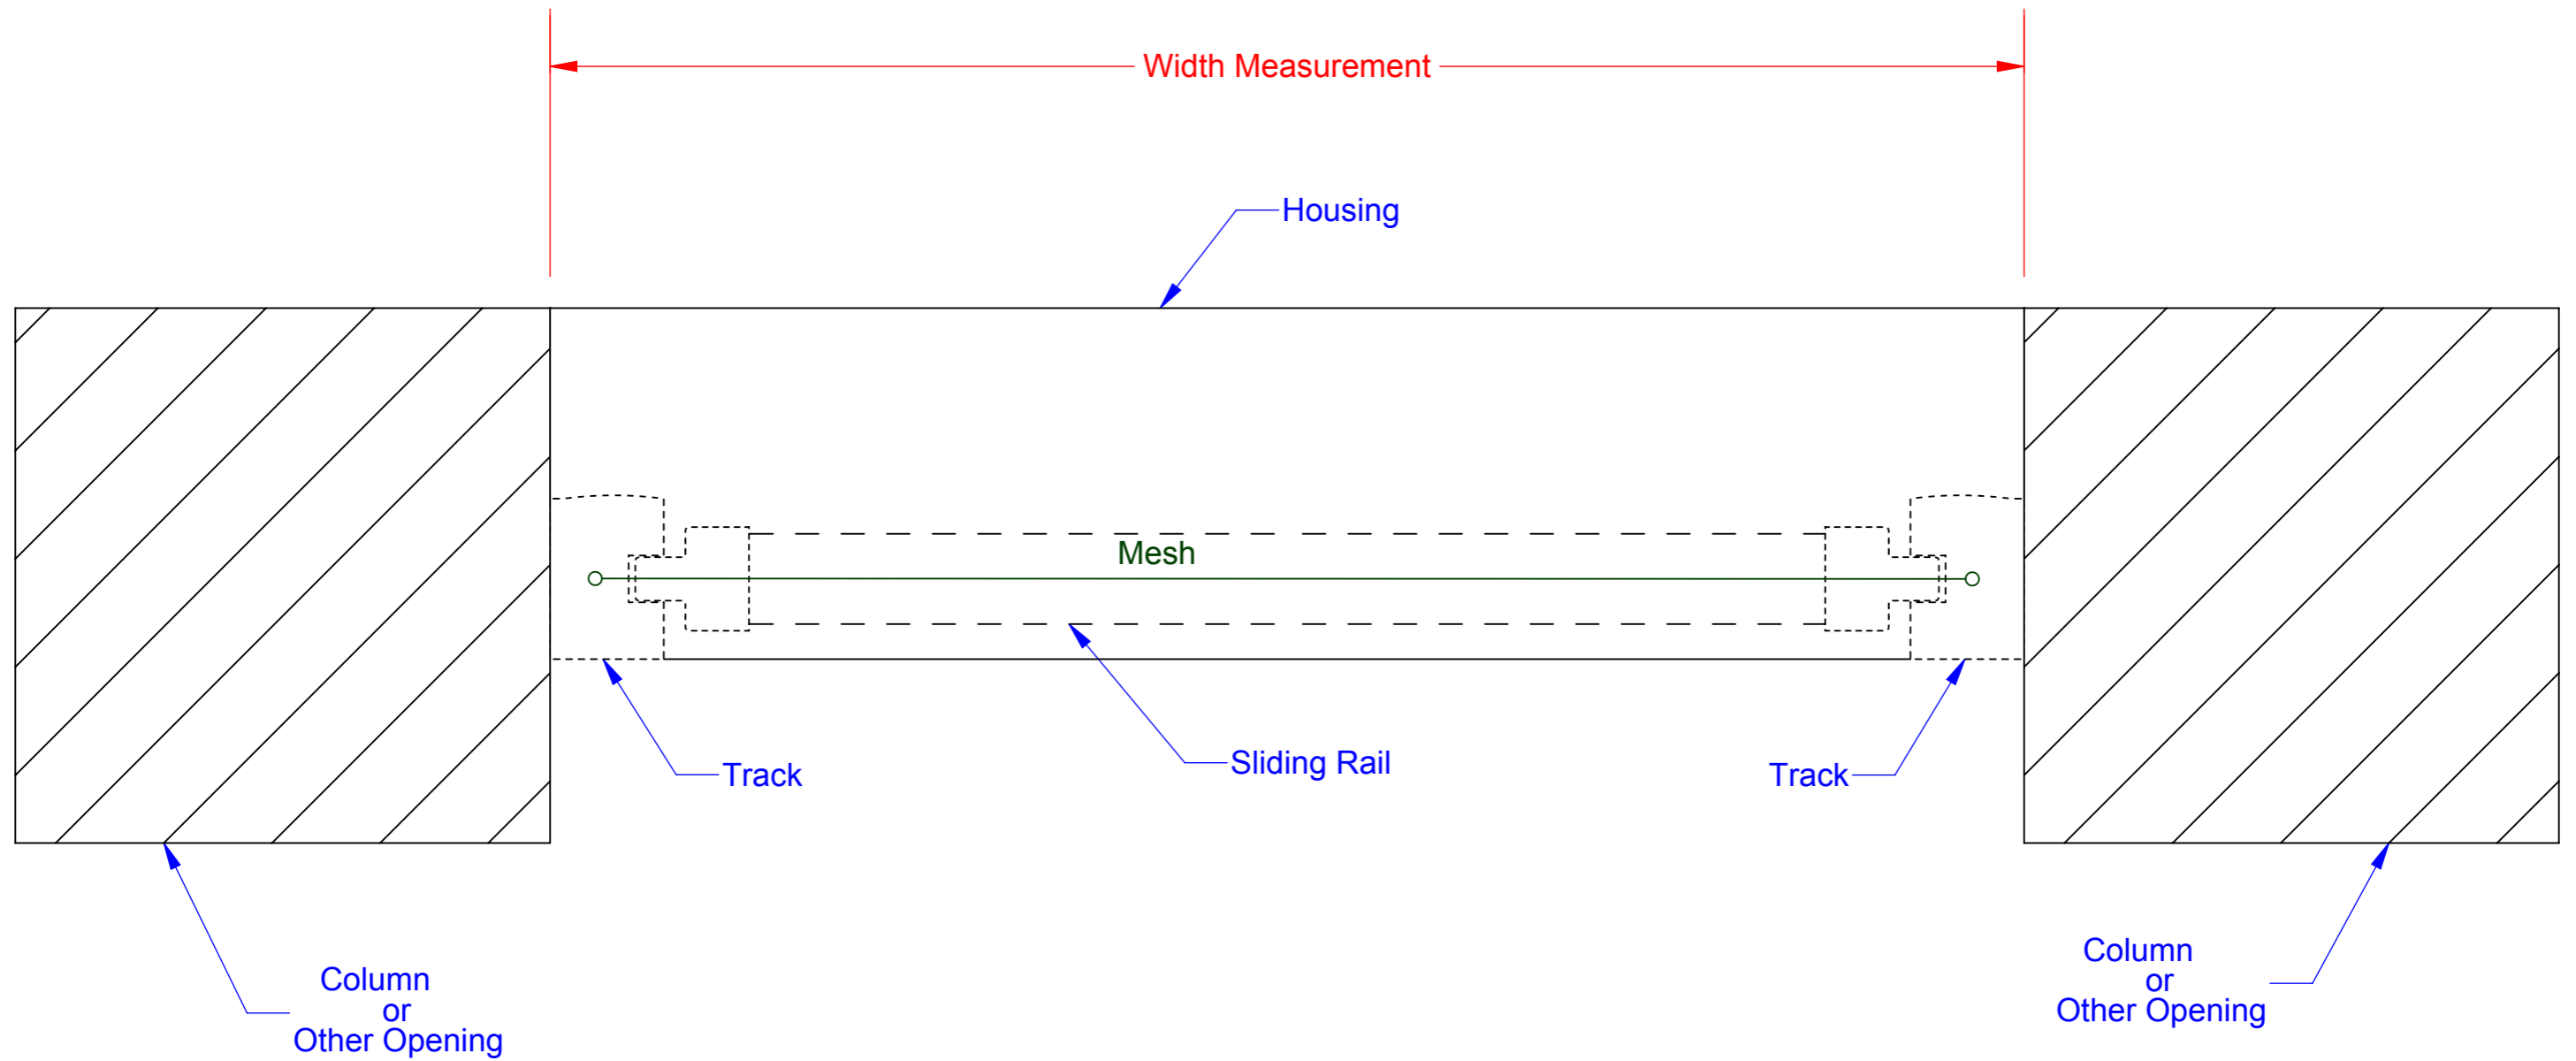 Width Measurement
Housing
Mesh
Sliding Rail
Track
Track
Column
or
Other Opening
Column
or
Other Opening